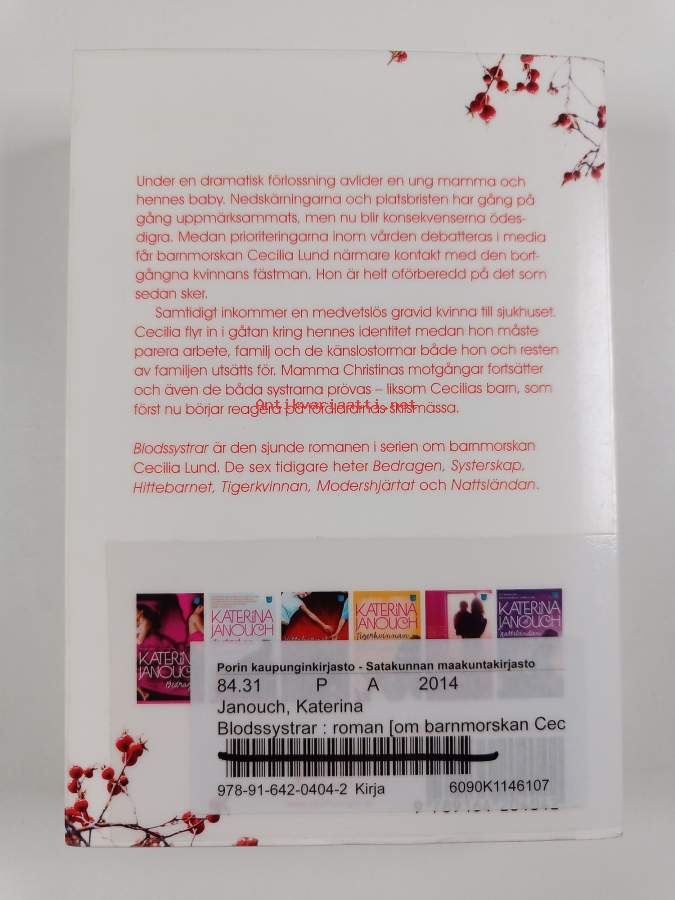 Under en dramatisk förlossning avlider en ung mamma och
hennes baby. Nedskärningarna och platsbristen har gång på
gång uppmärksammats, men nu blir konsekvenserna ödes-
digra. Medan prioriteringarna inom vården debatteras i media
får barnmorskan Cecilia Lund närmare kontakt med den bort-
gångna kvinnans fästman. Hon är helt oförberedd på det som
sedan sker.
Samtidigt inkommer en medvetslös gravid kvinna till sjukhuset.
Cecilia flyr in i gåtan kring hennes identitet medan hon måste
parera arbete, familj och de känslostormar både hon och resten
av familjen utsätts för. Mamma Christinas motgångar fortsätter
och även de båda systrarna prövas – liksom Cecilias barn, som
först nu börjar reagera på föräldrarnas skilsmässa.
Antikvariaatti.net
Blodssystrar är den sjunde romanen i serien om barnmorskan
Cecilia Lund. De sex tidigare heter Bedragen, Systerskap,
Hittebarnet, Tigerkvinnan, Modershjärtat och Nattsländan.
KATERINA
JANOUCH
KATERINA
JANOUCH
KATERINA
JANOUCH
Tigerkvinnan
KATERINA
JANOUCH
Nattsländan
Porin kaupunginkirjasto - Satakunnan maakuntakirjasto
84.31 P A 2014
Janouch, Katerina
Blodssystrar : roman [om barnmorskan Cec
978-91-642-0404-2 Kirja 6090K1146107